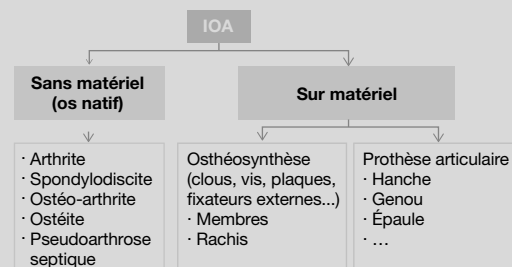 IOA
Sans matériel
(os natif)
Sur matériel
· Arthrite
· Spondylodiscite
· Ostéo-arthrite
· Ostéite
· Pseudoarthrose
septique
Osthéosynthèse
(clous, vis, plaques,
fixateurs externes...)
· Membres
· Rachis
Prothèse articulaire
· Hanche
· Genou
· Épaule
· …